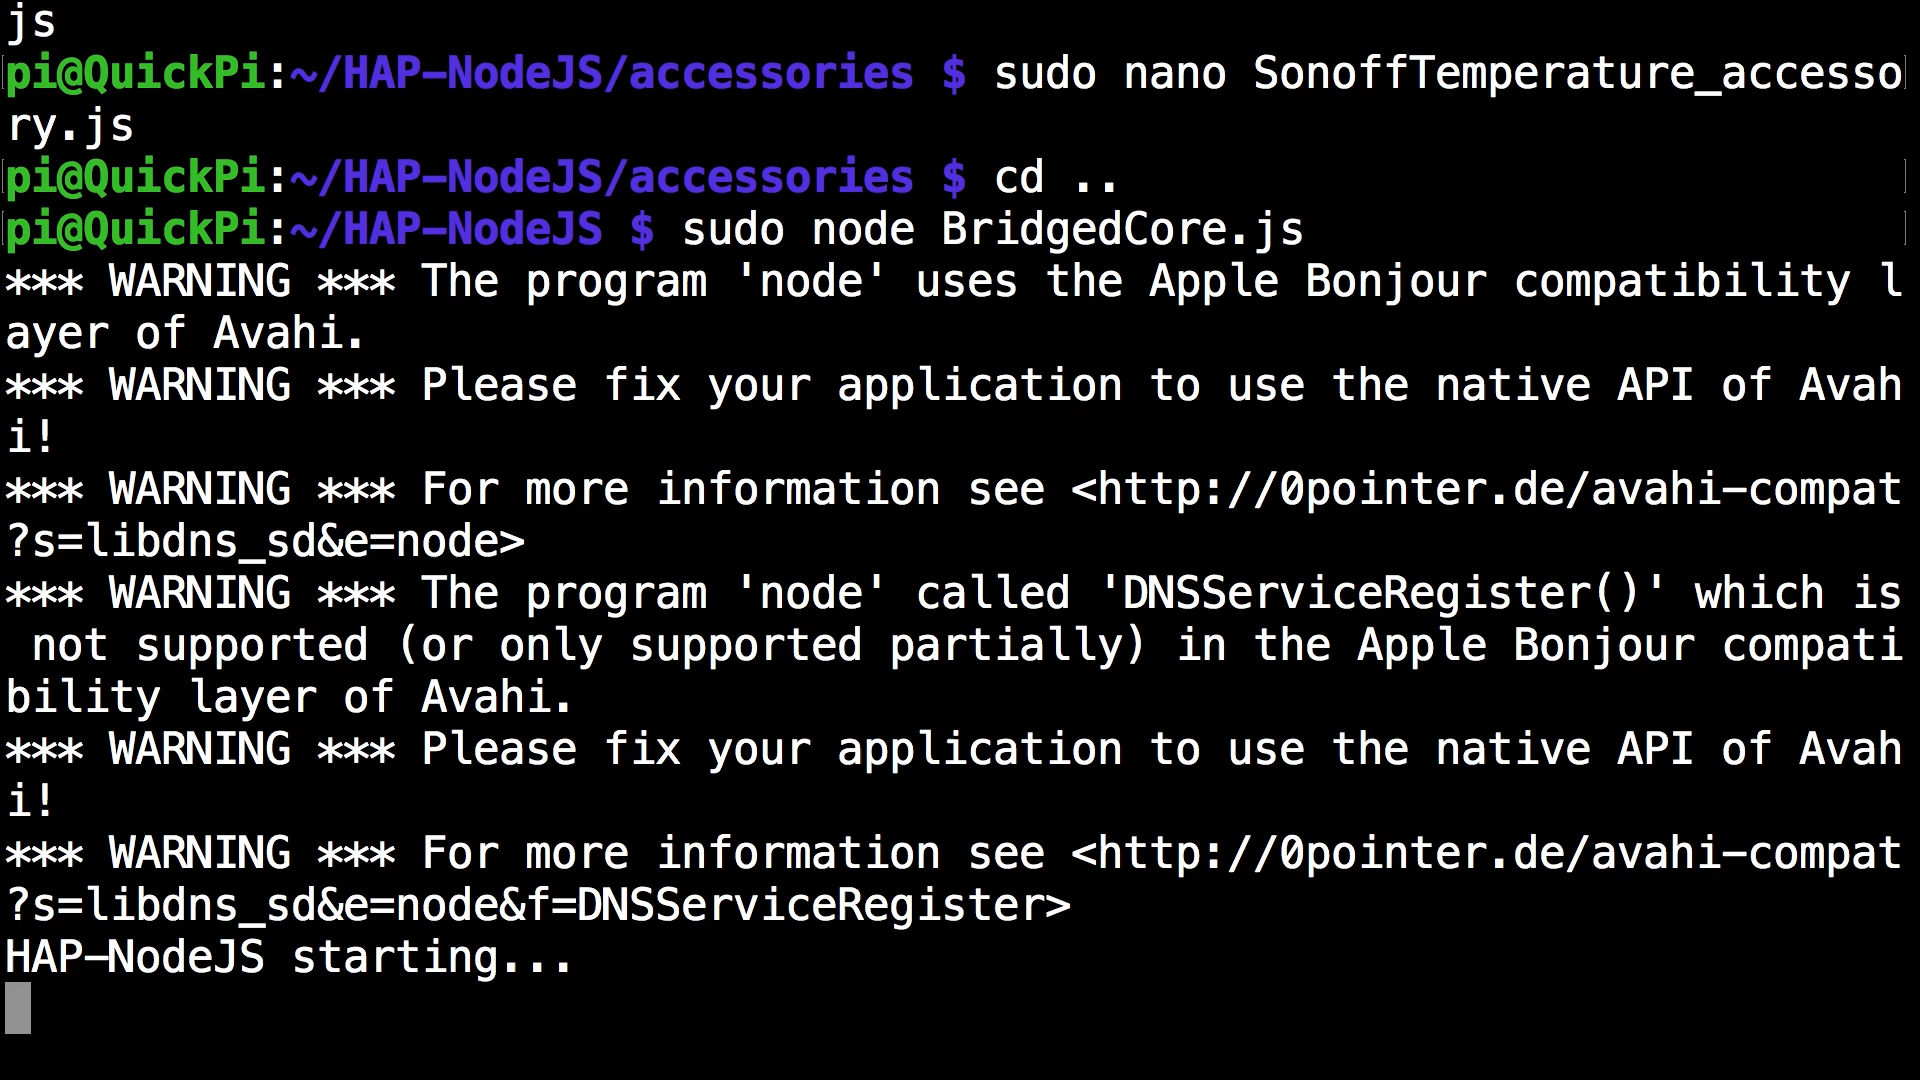 js
pi@QuickPi:~/HAP-NodeJS/accessories $ sudo nano SonoffTemperature_accesso
ry.js
pi@QuickPi:~/HAP-NodeJS/accessories $ cd ..
pi@QuickPi:~/HAP-NodeJS $ sudo node BridgedCore.js
*** WARNING *** The program 'node' uses the Apple Bonjour compatibility l
ayer of Avahi.
*** WARNING *** Please fix your application to use the native API of Avah
i!
*** WARNING *** For more information see <http://0pointer.de/avahi-compat
?s=libdns_sd&e=node>
*** WARNING *** The program 'node' called 'DNSServiceRegister()' which is
 not supported (or only supported partially) in the Apple Bonjour compati
bility layer of Avahi.
*** WARNING *** Please fix your application to use the native API of Avah
i!
*** WARNING *** For more information see <http://0pointer.de/avahi-compat
?s=libdns_sd&e=node&f=DNSServiceRegister>
HAP-NodeJS starting...